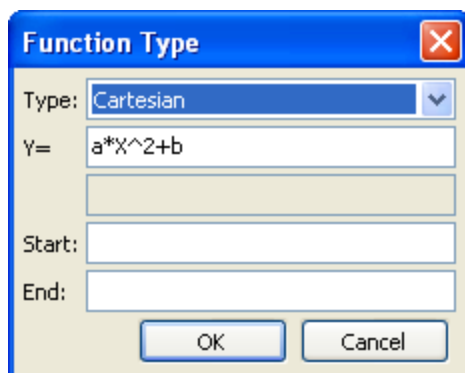 Function Type
Type: Cartesian
Y= a*X^2+b
Start:
End:
OK Cancel